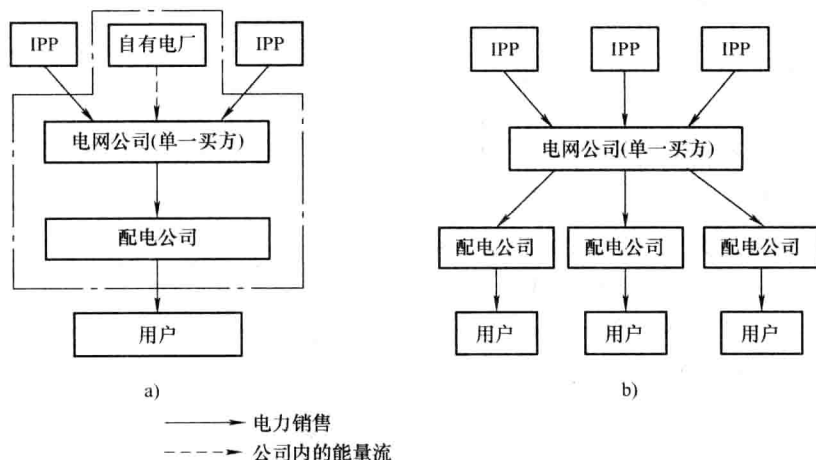 IPP 自有电厂 IPP
电网公司(单一买方)
配电公司
用户
a)
IPP IPP IPP
电网公司(单一买方)
配电公司 配电公司 配电公司
用户 用户 用户
b)
电力销售
公司内的能量流